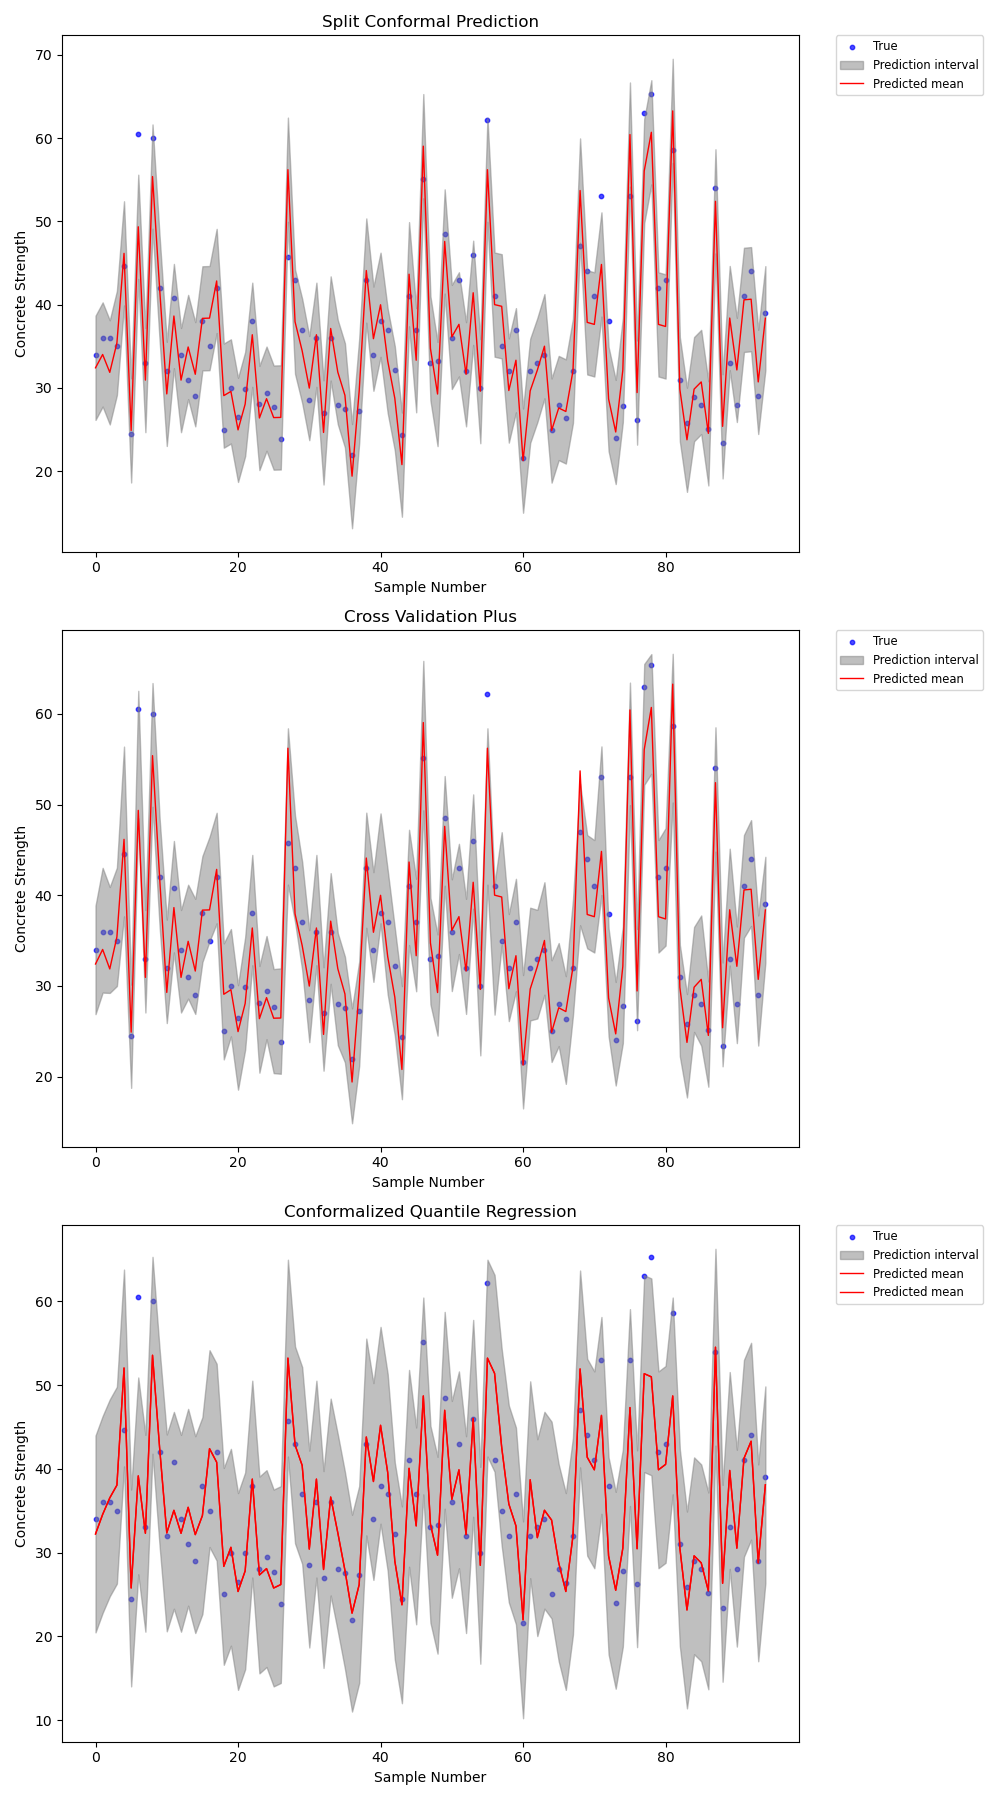 Split Conformal Prediction
70
60
50
40
30
20
Concrete Strength
0 20 40 60 80
Sample Number
True
Prediction interval
Predicted mean
Cross Validation Plus
60
50
40
30
20
Concrete Strength
0 20 40 60 80
Sample Number
True
Prediction interval
Predicted mean
Conformalized Quantile Regression
60
50
40
30
20
10
Concrete Strength
0 20 40 60 80
Sample Number
True
Prediction interval
Predicted mean
Predicted mean